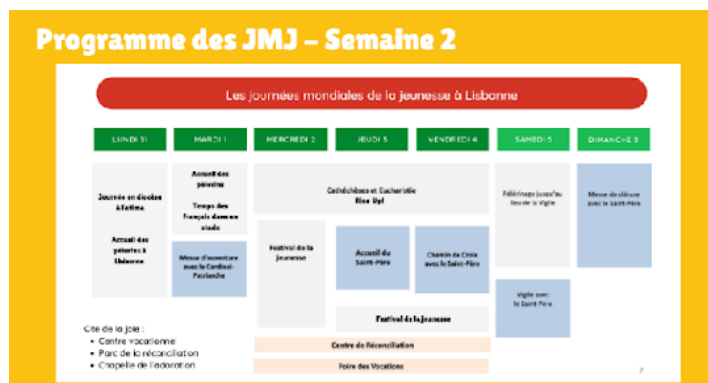 Programme des JMJ – Semaine 2
Les journées mondiales de la jeunesse à Lisbonne
LUNDI 31
MARDI 1
MERCREDI 2
JEUDI 3
VENDREDI 4
SAMEDI 5
DIMANCHE
Journée en diocèse
à Fatima
Accueil des
pèlerins à
Lisbonne
Accueil des
pèlerins
Temps des
français dans un
stade
Messe d'ouverture
avec le Cardinal-
Patriarche
Cathéchèses et Eucharistie
Rise Up!
Festival de la
jeunesse
Accueil du
Saint-Père
Chemin de Croix
avec le Saint-Père
Festival de la jeunesse
Centre de Réconciliation
Foire des Vocations
Pélérinage jusqu'au
lieu de la Vigile
Vigile avec
le Saint-Père
Messe de clôture
avec le Saint-Père
Cité de la joie :
• Centre vocationnel
• Parc de la réconciliation
• Chapelle de l'adoration